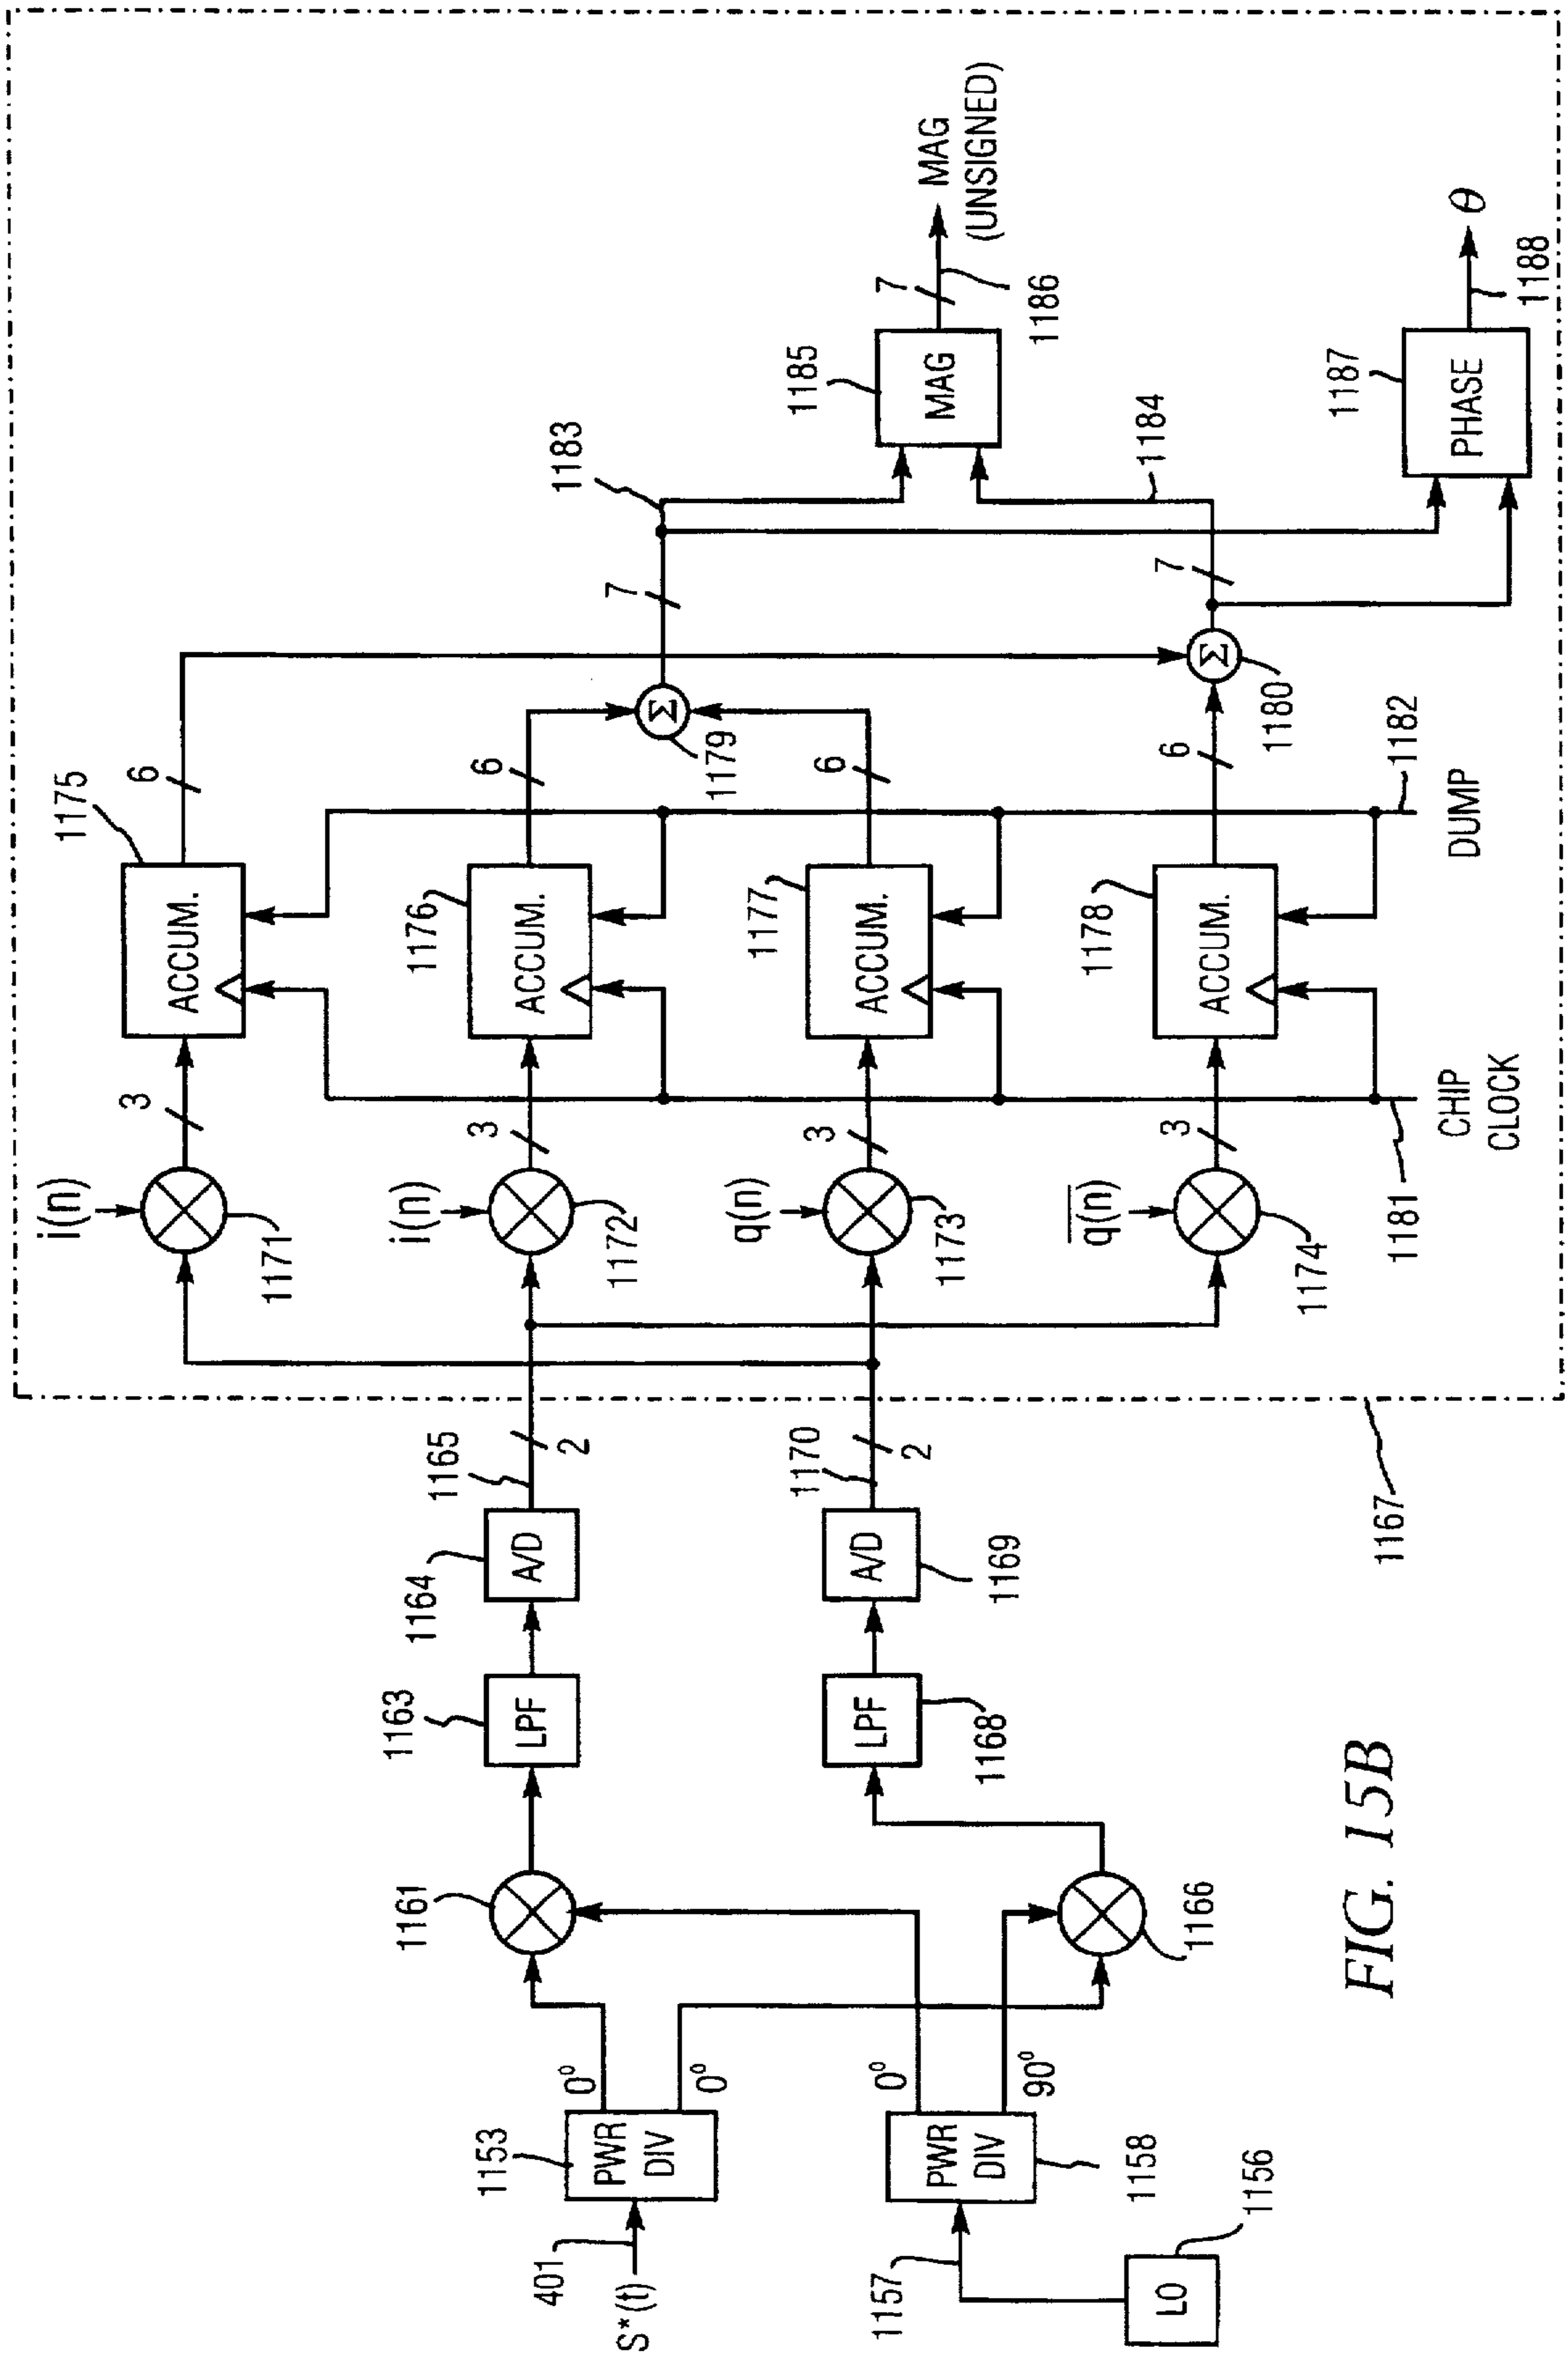 i(n)
1171
3
1175
ACCUM.
6
i(n)
1172
3
1176
ACCUM.
6
1179
Σ
7
1183
q(n)
1173
3
1177
ACCUM.
6
q(n)
1174
3
1178
ACCUM.
6
Σ
1180
7
1184
1185
MAG
7
1186
MAG
(UNSIGNED)
1187
PHASE
1188
θ
1181
CHIP
CLOCK
DUMP
1182
S*(t)
401
1153
PWR
DIV
0°
0°
1161
1163
LPF
1164
A/D
1165
2
LO
1156
1157
PWR
DIV
1158
0°
90°
1166
LPF
1168
A/D
1169
1170
2
1167
FIG. 15B